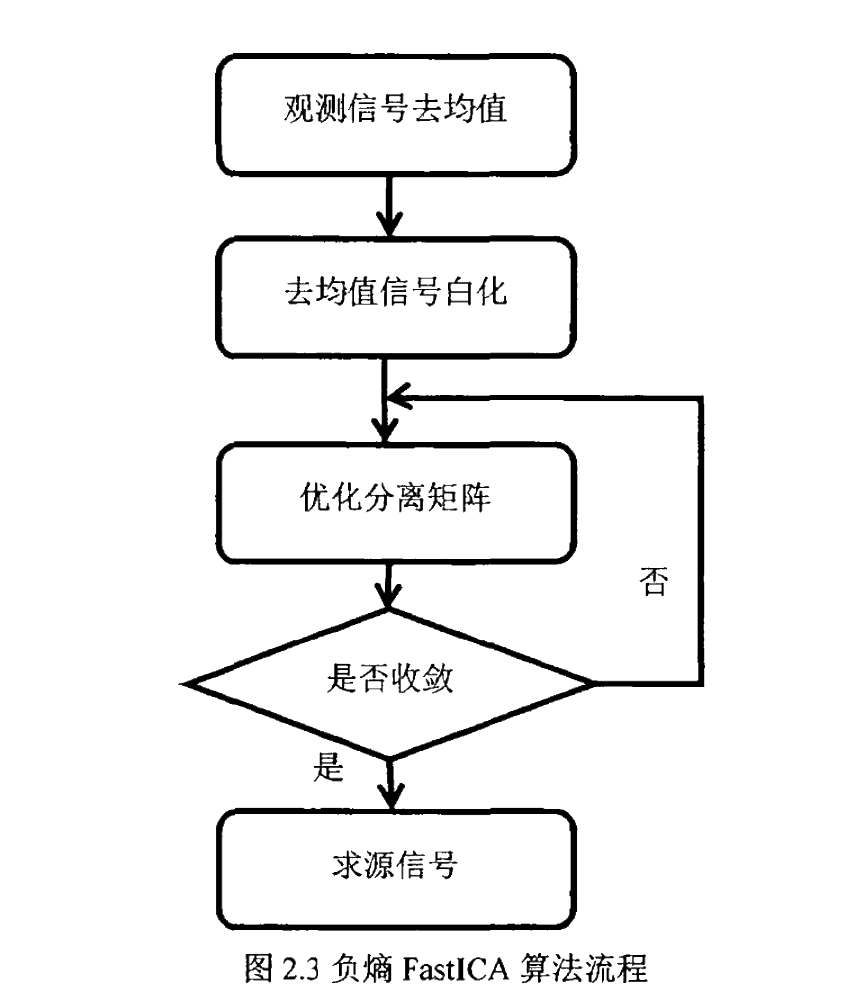 观测信号去均值
去均值信号白化
优化分离矩阵
否
是否收敛
是
求源信号
图 2.3 负熵 FastICA 算法流程